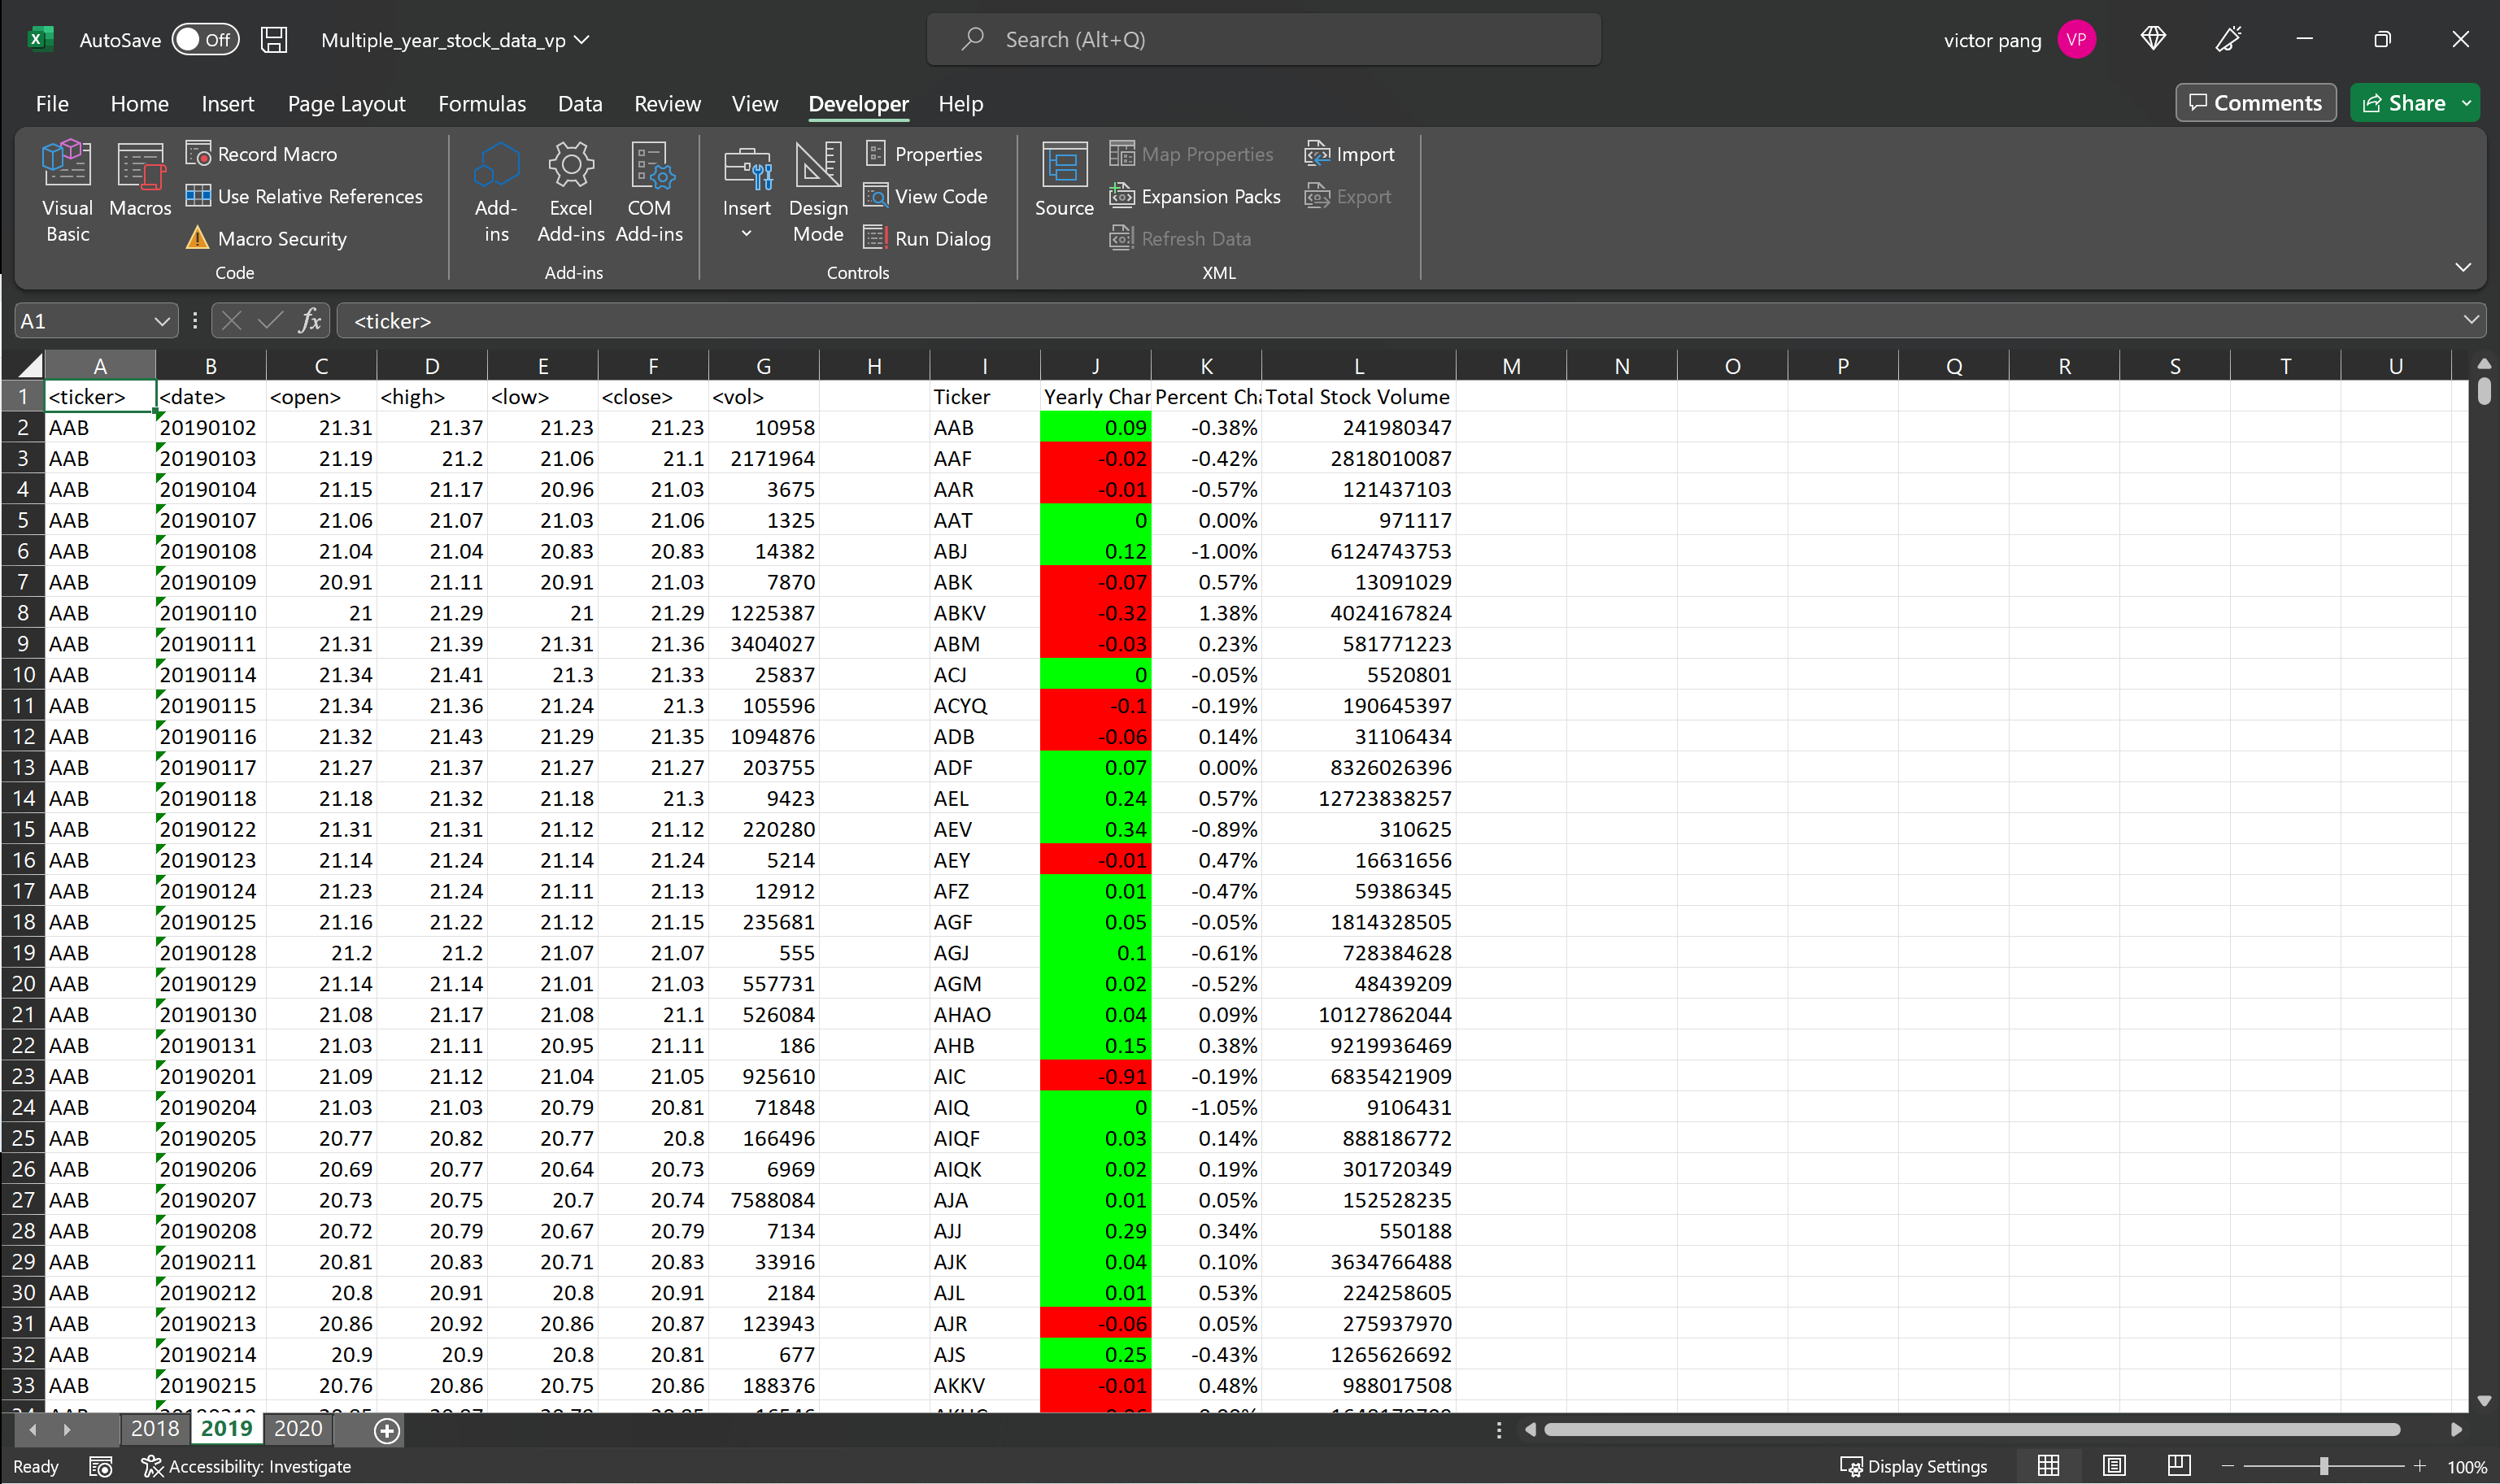 AutoSave Off Multiple_year_stock_data_vp Search (Alt+Q) victor pang VP
File Home Insert Page Layout Formulas Data Review View Developer Help Comments Share
Visual Basic Macros Record Macro Use Relative References Macro Security Code
Add-ins Excel Add-ins COM Add-ins Add-ins
Insert Design Mode Properties View Code Run Dialog Controls
Source Map Properties Expansion Packs Refresh Data Import Export XML
A1 fx <ticker>
A B C D E F G H I J K L M N O P Q R S T U
1 <ticker> <date> <open> <high> <low> <close> <vol> Ticker Yearly Char Percent Cha Total Stock Volume
2 AAB 20190102 21.31 21.37 21.23 21.23 10958 AAB 0.09 -0.38% 241980347
3 AAB 20190103 21.19 21.2 21.06 21.1 2171964 AAF -0.02 -0.42% 2818010087
4 AAB 20190104 21.15 21.17 20.96 21.03 3675 AAR -0.01 -0.57% 121437103
5 AAB 20190107 21.06 21.07 21.03 21.06 1325 AAT 0 0.00% 971117
6 AAB 20190108 21.04 21.04 20.83 20.83 14382 ABJ 0.12 -1.00% 6124743753
7 AAB 20190109 20.91 21.11 20.91 21.03 7870 ABK -0.07 0.57% 13091029
8 AAB 20190110 21 21.29 21 21.29 1225387 ABKV -0.32 1.38% 4024167824
9 AAB 20190111 21.31 21.39 21.31 21.36 3404027 ABM -0.03 0.23% 581771223
10 AAB 20190114 21.34 21.41 21.3 21.33 25837 ACJ 0 -0.05% 5520801
11 AAB 20190115 21.34 21.36 21.24 21.3 105596 ACYQ -0.1 -0.19% 190645397
12 AAB 20190116 21.32 21.43 21.29 21.35 1094876 ADB -0.06 0.14% 31106434
13 AAB 20190117 21.27 21.37 21.27 21.27 203755 ADF 0.07 0.00% 8326026396
14 AAB 20190118 21.18 21.32 21.18 21.3 9423 AEL 0.24 0.57% 12723838257
15 AAB 20190122 21.31 21.31 21.12 21.12 220280 AEV 0.34 -0.89% 310625
16 AAB 20190123 21.14 21.24 21.14 21.24 5214 AEY -0.01 0.47% 16631656
17 AAB 20190124 21.23 21.24 21.11 21.13 12912 AFZ 0.01 -0.47% 59386345
18 AAB 20190125 21.16 21.22 21.12 21.15 235681 AGF 0.05 -0.05% 1814328505
19 AAB 20190128 21.2 21.2 21.07 21.07 555 AGJ 0.1 -0.61% 728384628
20 AAB 20190129 21.14 21.14 21.01 21.03 557731 AGM 0.02 -0.52% 48439209
21 AAB 20190130 21.08 21.17 21.08 21.1 526084 AHAO 0.04 0.09% 10127862044
22 AAB 20190131 21.03 21.11 20.95 21.11 186 AHB 0.15 0.38% 9219936469
23 AAB 20190201 21.09 21.12 21.04 21.05 925610 AIC -0.91 -0.19% 6835421909
24 AAB 20190204 21.03 21.03 20.79 20.81 71848 AIQ 0 -1.05% 9106431
25 AAB 20190205 20.77 20.82 20.77 20.8 166496 AIQF 0.03 0.14% 888186772
26 AAB 20190206 20.69 20.77 20.64 20.73 6969 AIQK 0.02 0.19% 301720349
27 AAB 20190207 20.73 20.75 20.7 20.74 7588084 AJA 0.01 0.05% 152528235
28 AAB 20190208 20.72 20.79 20.67 20.79 7134 AJJ 0.29 0.34% 550188
29 AAB 20190211 20.81 20.83 20.71 20.83 33916 AJK 0.04 0.10% 3634766488
30 AAB 20190212 20.8 20.91 20.8 20.91 2184 AJL 0.01 0.53% 224258605
31 AAB 20190213 20.86 20.92 20.86 20.87 123943 AJR -0.06 0.05% 275937970
32 AAB 20190214 20.9 20.9 20.8 20.81 677 AJS 0.25 -0.43% 1265626692
33 AAB 20190215 20.76 20.86 20.75 20.86 188376 AKKV -0.01 0.48% 988017508
2018 2019 2020
Ready Accessibility: Investigate Display Settings 100%